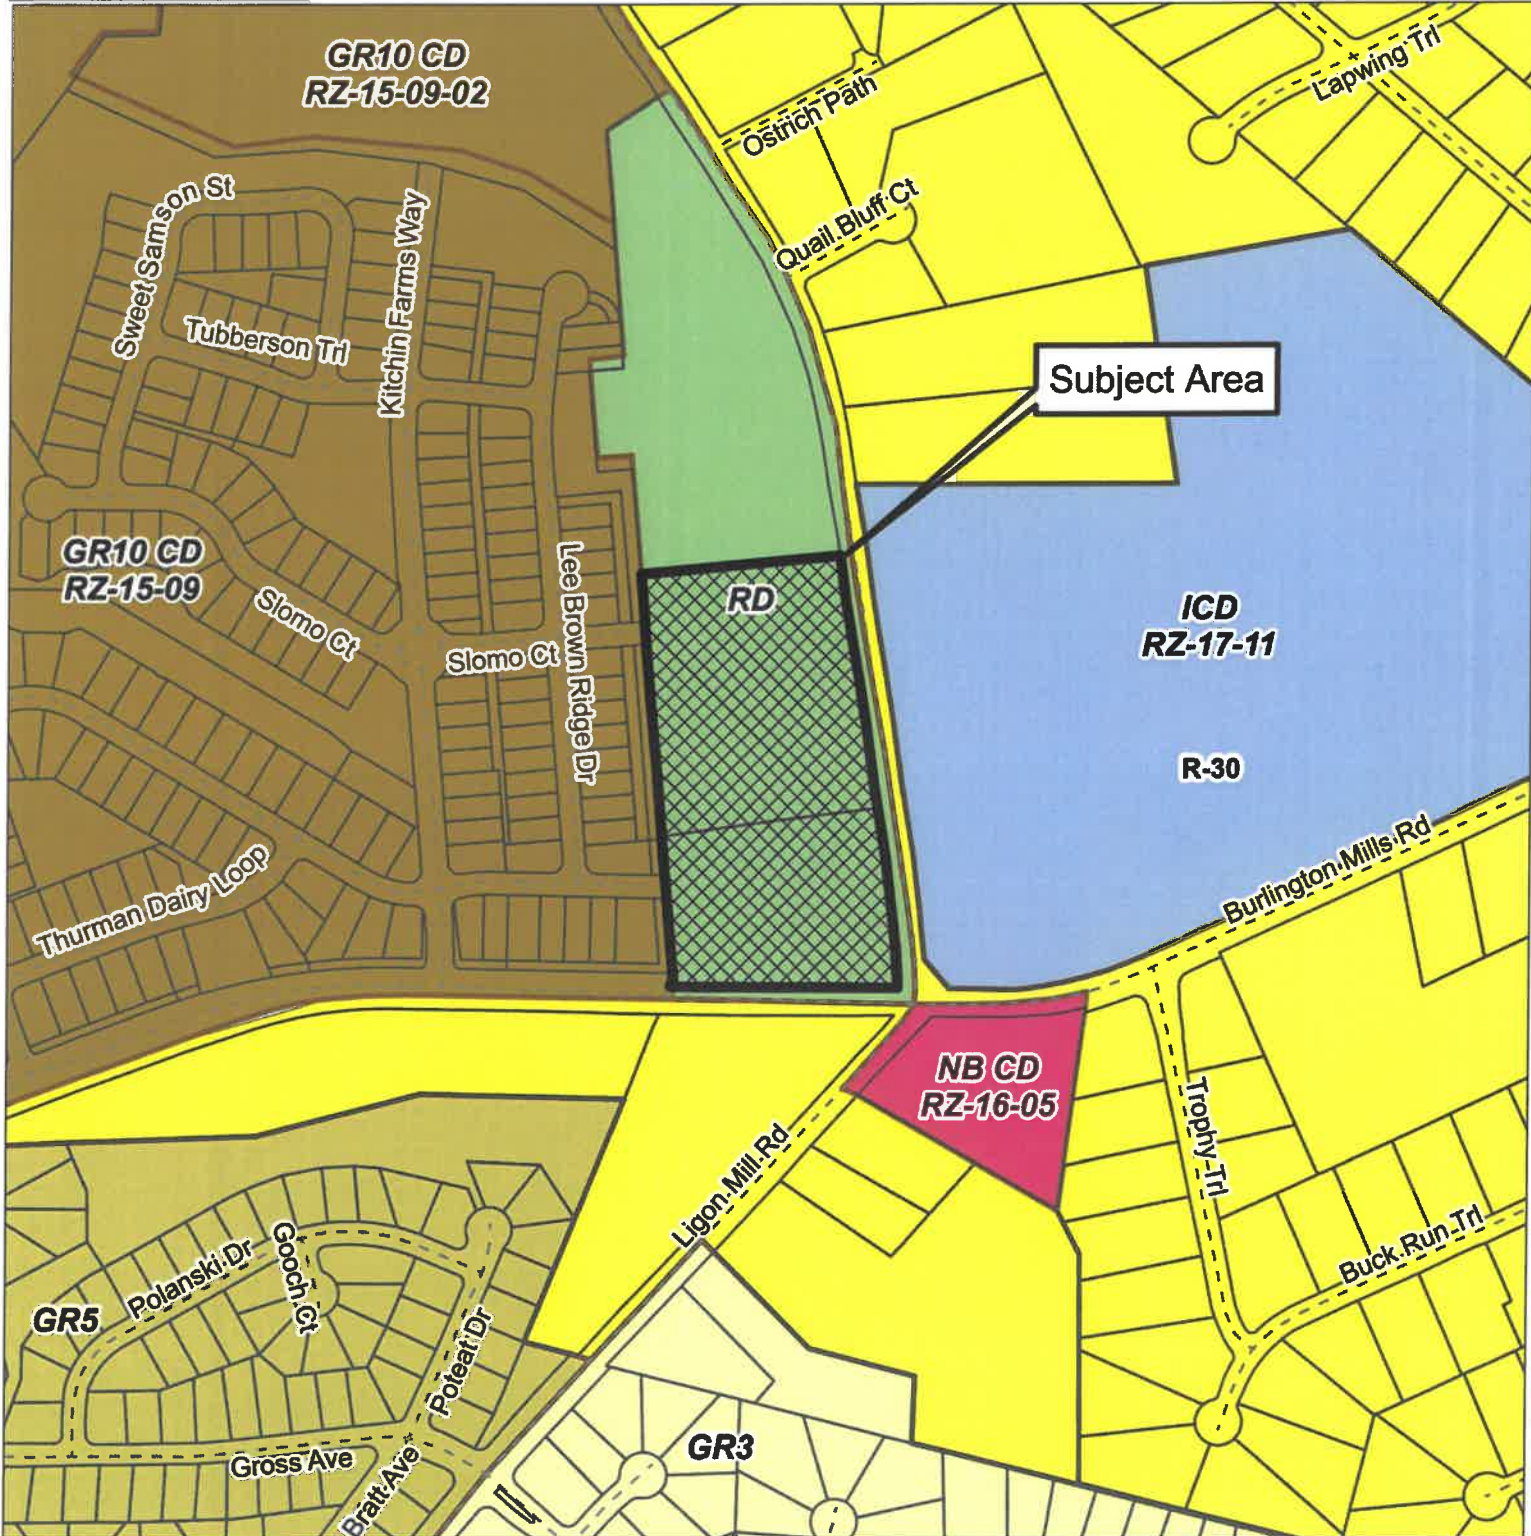 GR10 CD
RZ-15-09-02
Ostrich Path
Lapwing Trl
Quail Bluff Ct
Sweet Samson St
Kitchin Farms Way
Tubberson Trl
Subject Area
GR10 CD
RZ-15-09
Slomo Ct
Slomo Ct
Lee Brown Ridge Dr
RD
ICD
RZ-17-11
R-30
Burlington Mills Rd
Thurman Dairy Loop
NB CD
RZ-16-05
Trophy Trl
Ligon Mill Rd
Buck Run Trl
Polanski Dr
Gooch Ct
GR5
Poteat Dr
Gross Ave
Bratt Ave
GR3